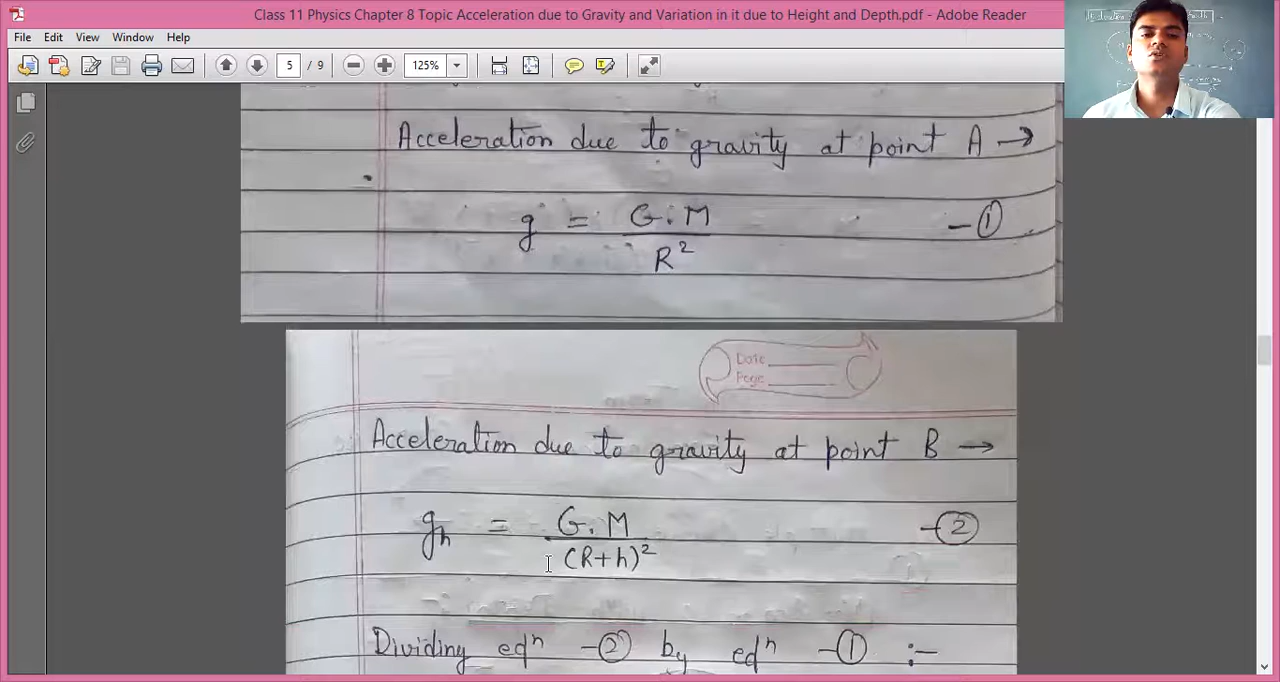 Class 11 Physics Chapter 8 Topic Acceleration due to Gravity and Variation in it due to Height and Depth.pdf - Adobe Reader
File Edit View Window Help
5 / 9 125%
Acceleration due to gravity at point A →
g = G.M / R² -①
Date
Page
Acceleration due to gravity at point B →
gₕ = G.M / (R+h)² -②
Dividing eqⁿ -② by eqⁿ -① :-